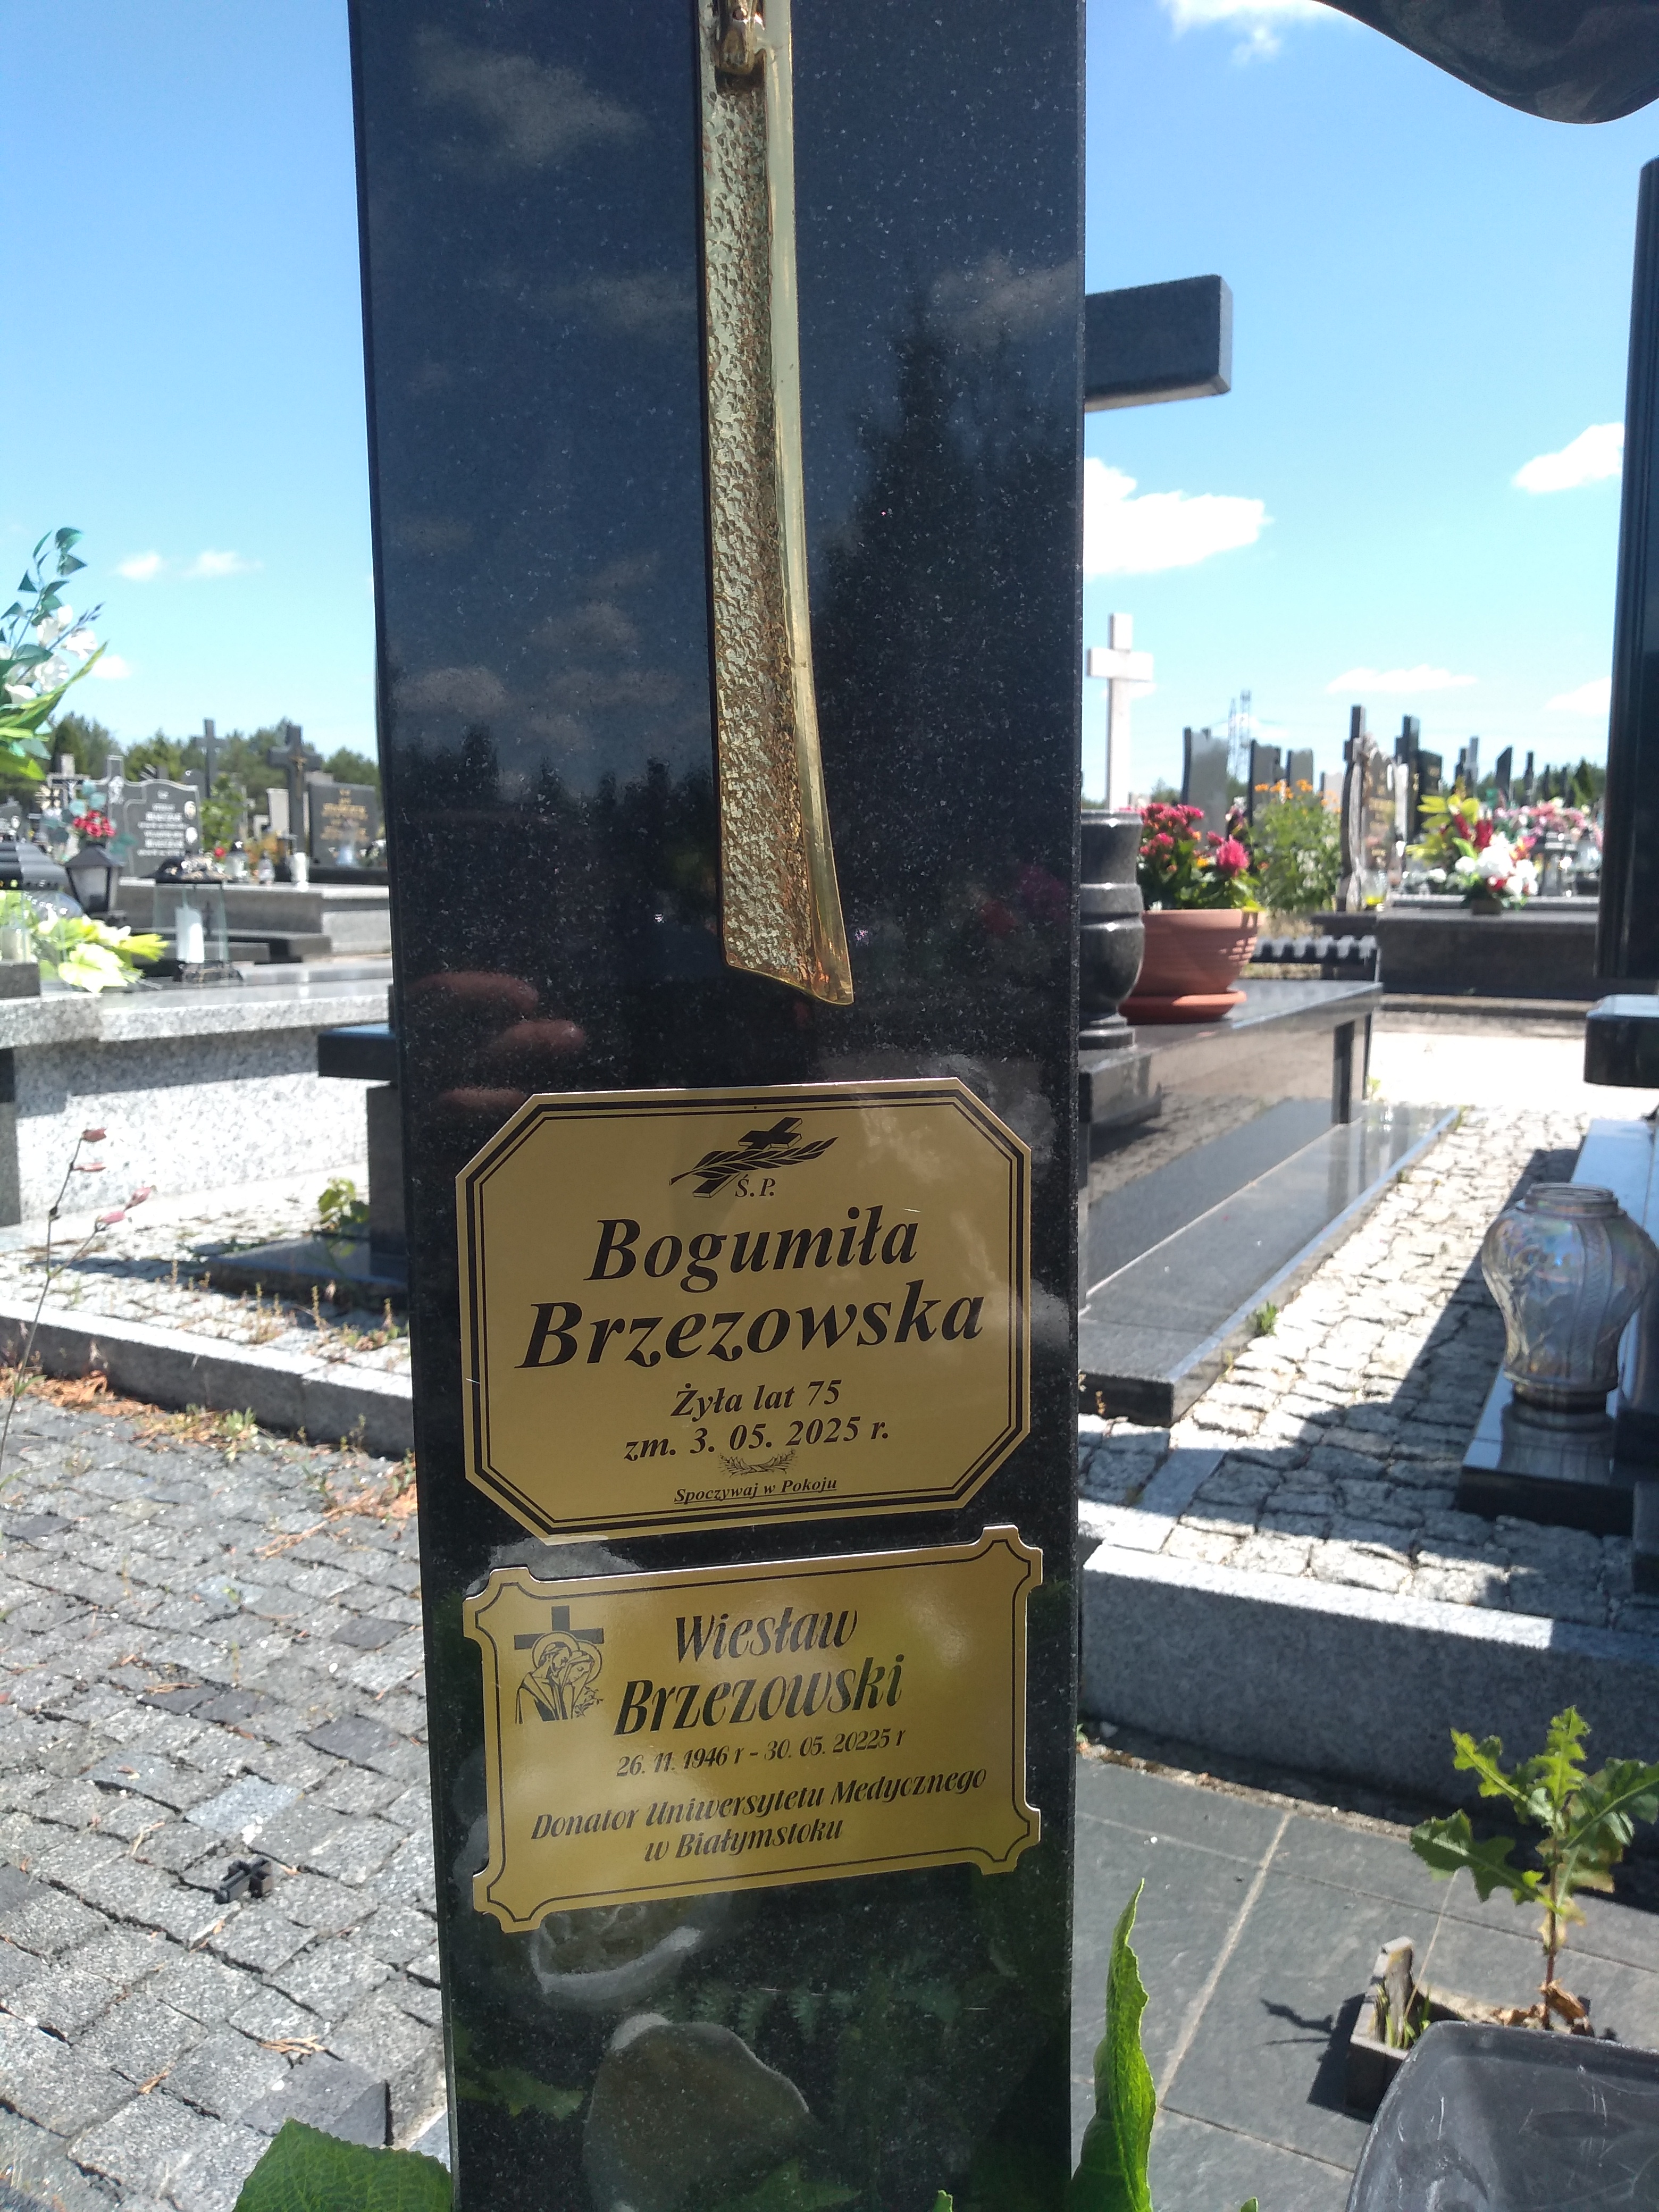 Ś.P.
Bogumiła
Brzezowska
Żyła lat 75
zm. 3. 05. 2025 r.
Spoczywaj w Pokoju
Wiesław
Brzezowski
26. 11. 1946 r - 30. 05. 20225 r
Donator Uniwersytetu Medycznego
w Białymstoku